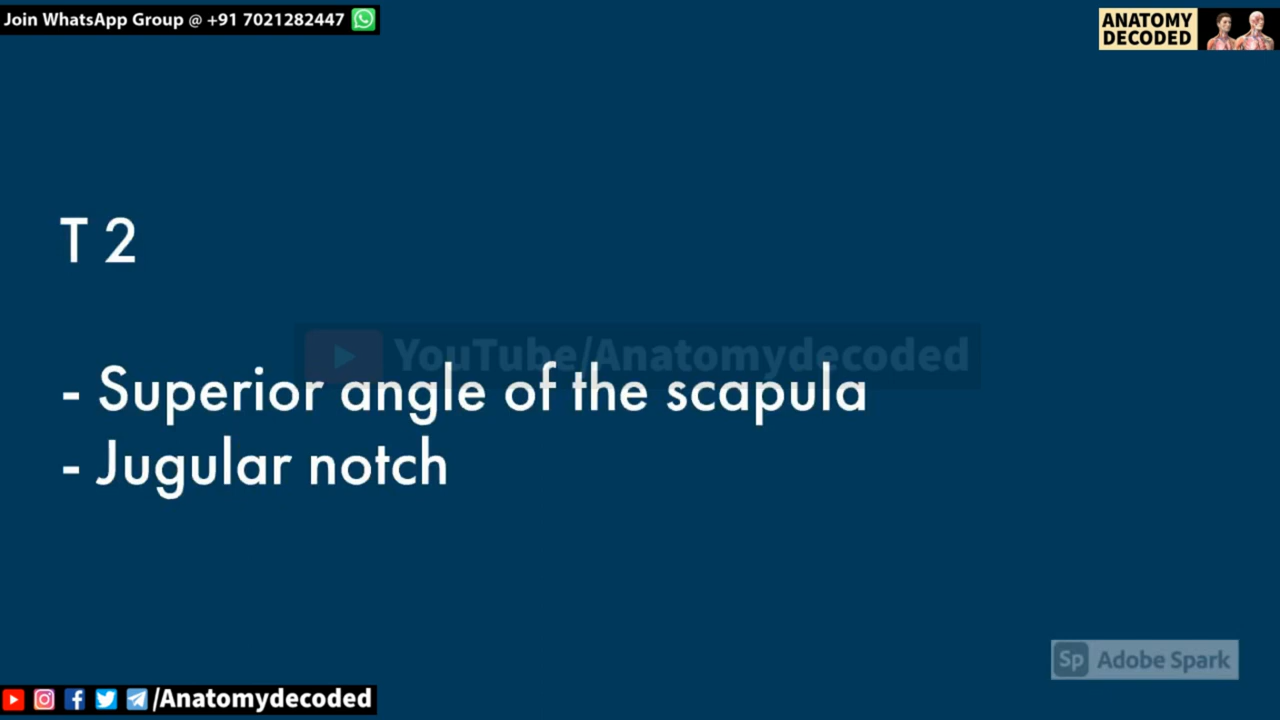 Join WhatsApp Group @ +91 7021282447
ANATOMY
DECODED
T 2
YouTube/Anatomydecoded
- Superior angle of the scapula
- Jugular notch
Sp Adobe Spark
/Anatomydecoded